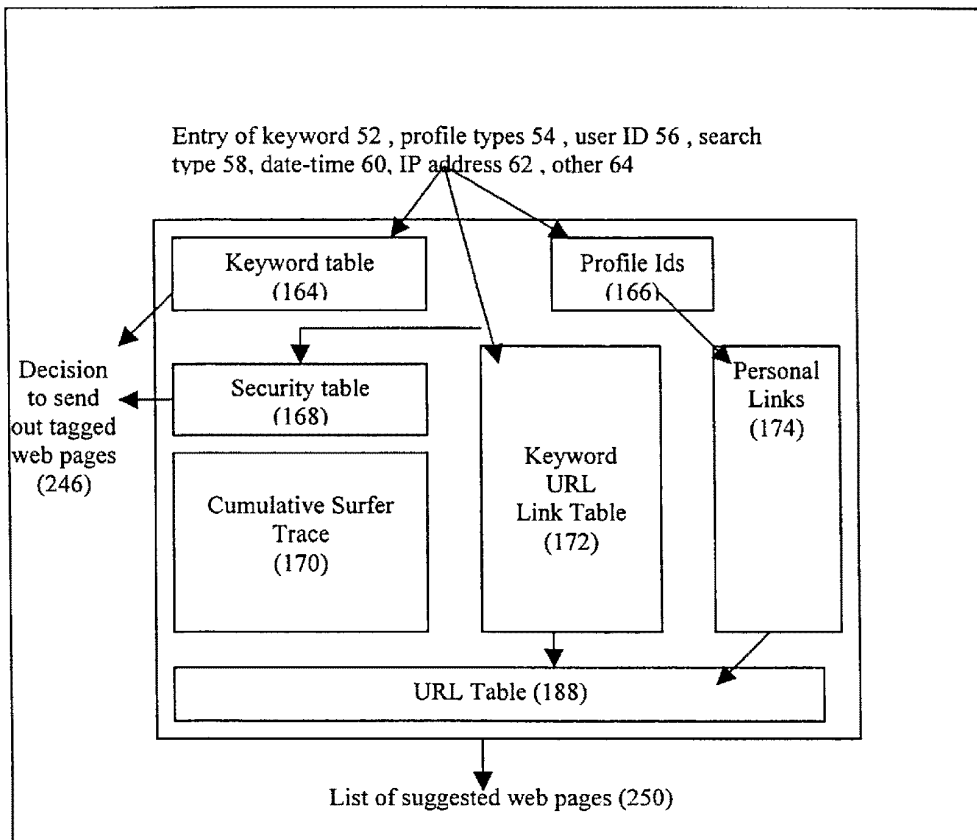 Entry of keyword 52 , profile types 54 , user ID 56 , search
type 58, date-time 60, IP address 62 , other 64
Keyword table
(164)
Profile Ids
(166)
Decision
to send
out tagged
web pages
(246)
Security table
(168)
Personal
Links
(174)
Cumulative Surfer
Trace
(170)
Keyword
URL
Link Table
(172)
URL Table (188)
List of suggested web pages (250)